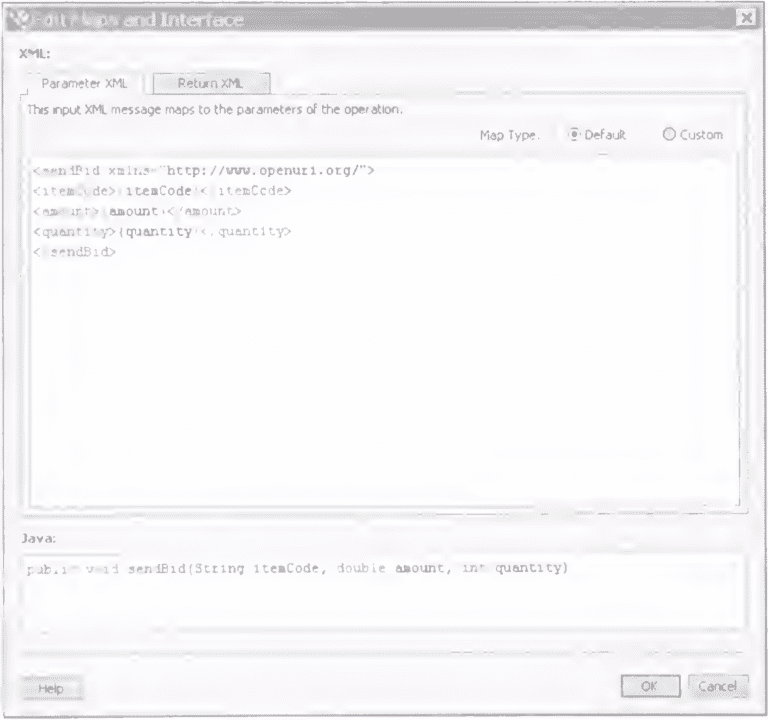 Edit Maps and Interface
XML:
Parameter XML
Return XML
This input XML message maps to the parameters of the operation.
Map Type:
Default
Custom
<sendBid xmlns="http://www.openuri.org/">
<itemCode>{itemCode}</itemCode>
<amount>{amount}</amount>
<quantity>{quantity}</quantity>
</sendBid>
Java:
public void sendBid(String itemCode, double amount, int quantity)
Help
OK
Cancel